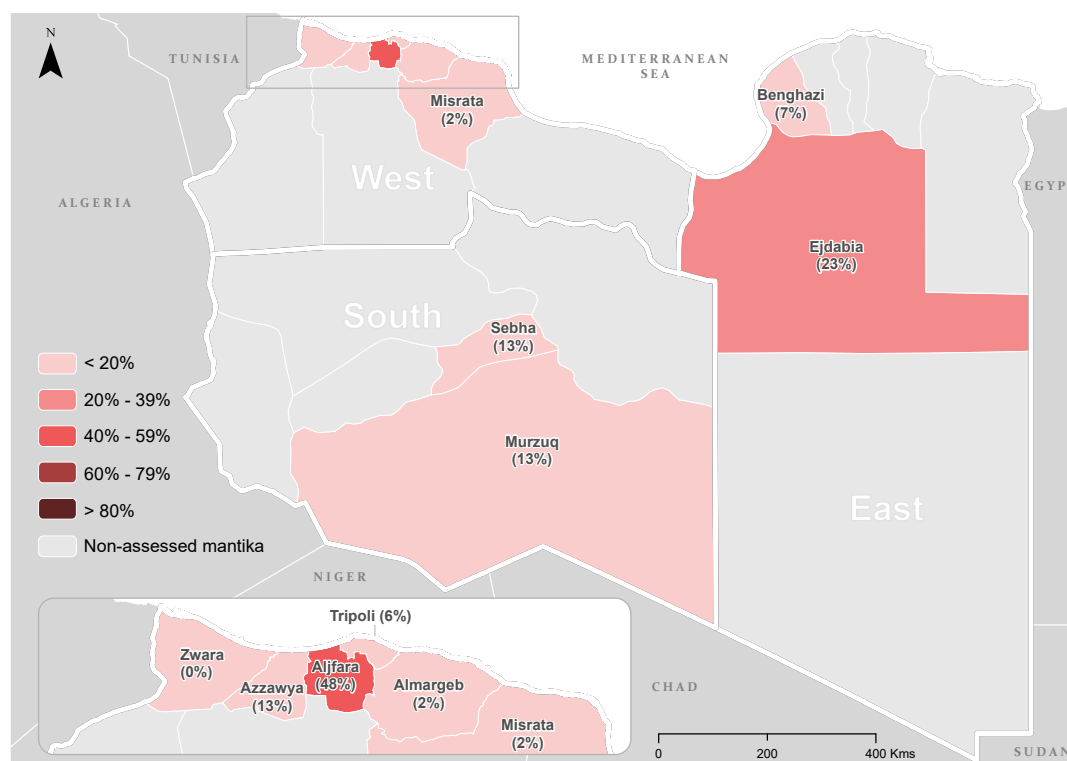 N
TUNISIA
MEDITERRANEAN
SEA
Misrata
(2%)
Benghazi
(7%)
West
ALGERIA
EGYP
Ejdabia
(23%)
South
Sebha
(13%)
< 20%
20% - 39%
40% - 59%
60% - 79%
> 80%
Non-assessed mantika
Murzuq
(13%)
East
NIGER
Tripoli (6%)
Zwara
(0%)
Azzawya
(13%)
Aljfara
(48%)
Almargeb
(2%)
Misrata
(2%)
CHAD
0 200 400 Kms
SUDAN